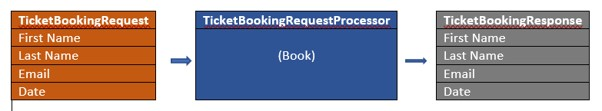 TicketBookingRequest
First Name
Last Name
Email
Date
TicketBookingRequestProcessor
(Book)
TicketBookingResponse
First Name
Last Name
Email
Date